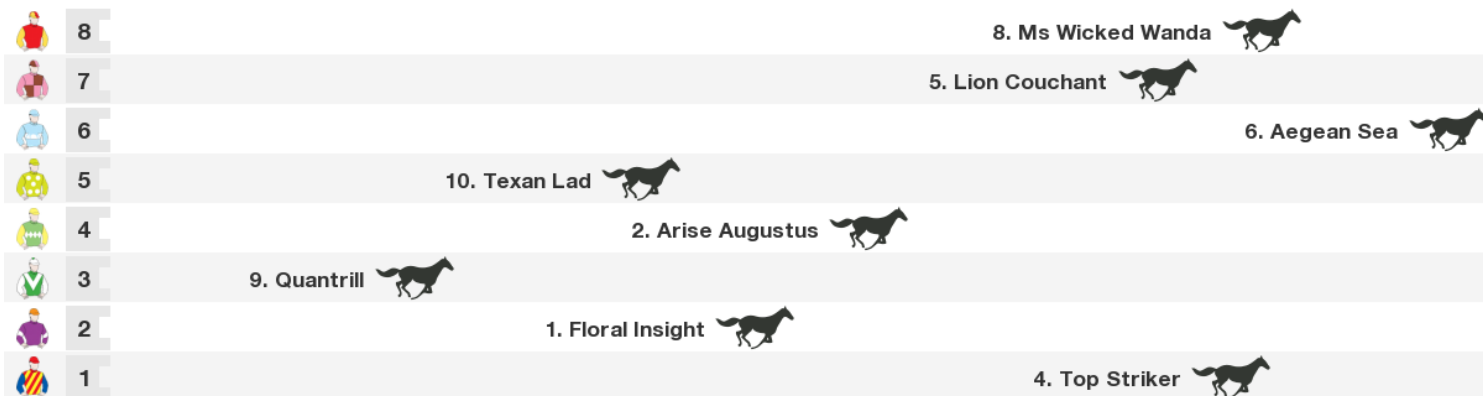 8 8. Ms Wicked Wanda
7 5. Lion Couchant
6 6. Aegean Sea
5 10. Texan Lad
4 2. Arise Augustus
3 9. Quantrill
2 1. Floral Insight
1 4. Top Striker